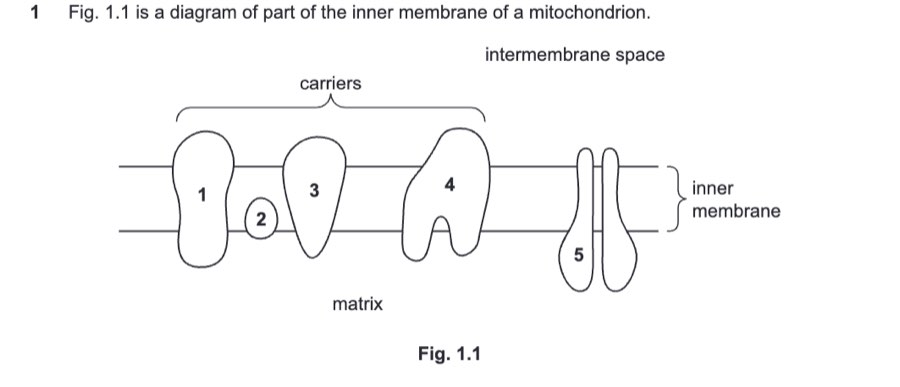 1 Fig. 1.1 is a diagram of part of the inner membrane of a mitochondrion.
intermembrane space
carriers
1
2
3
4
5
inner
membrane
matrix
Fig. 1.1